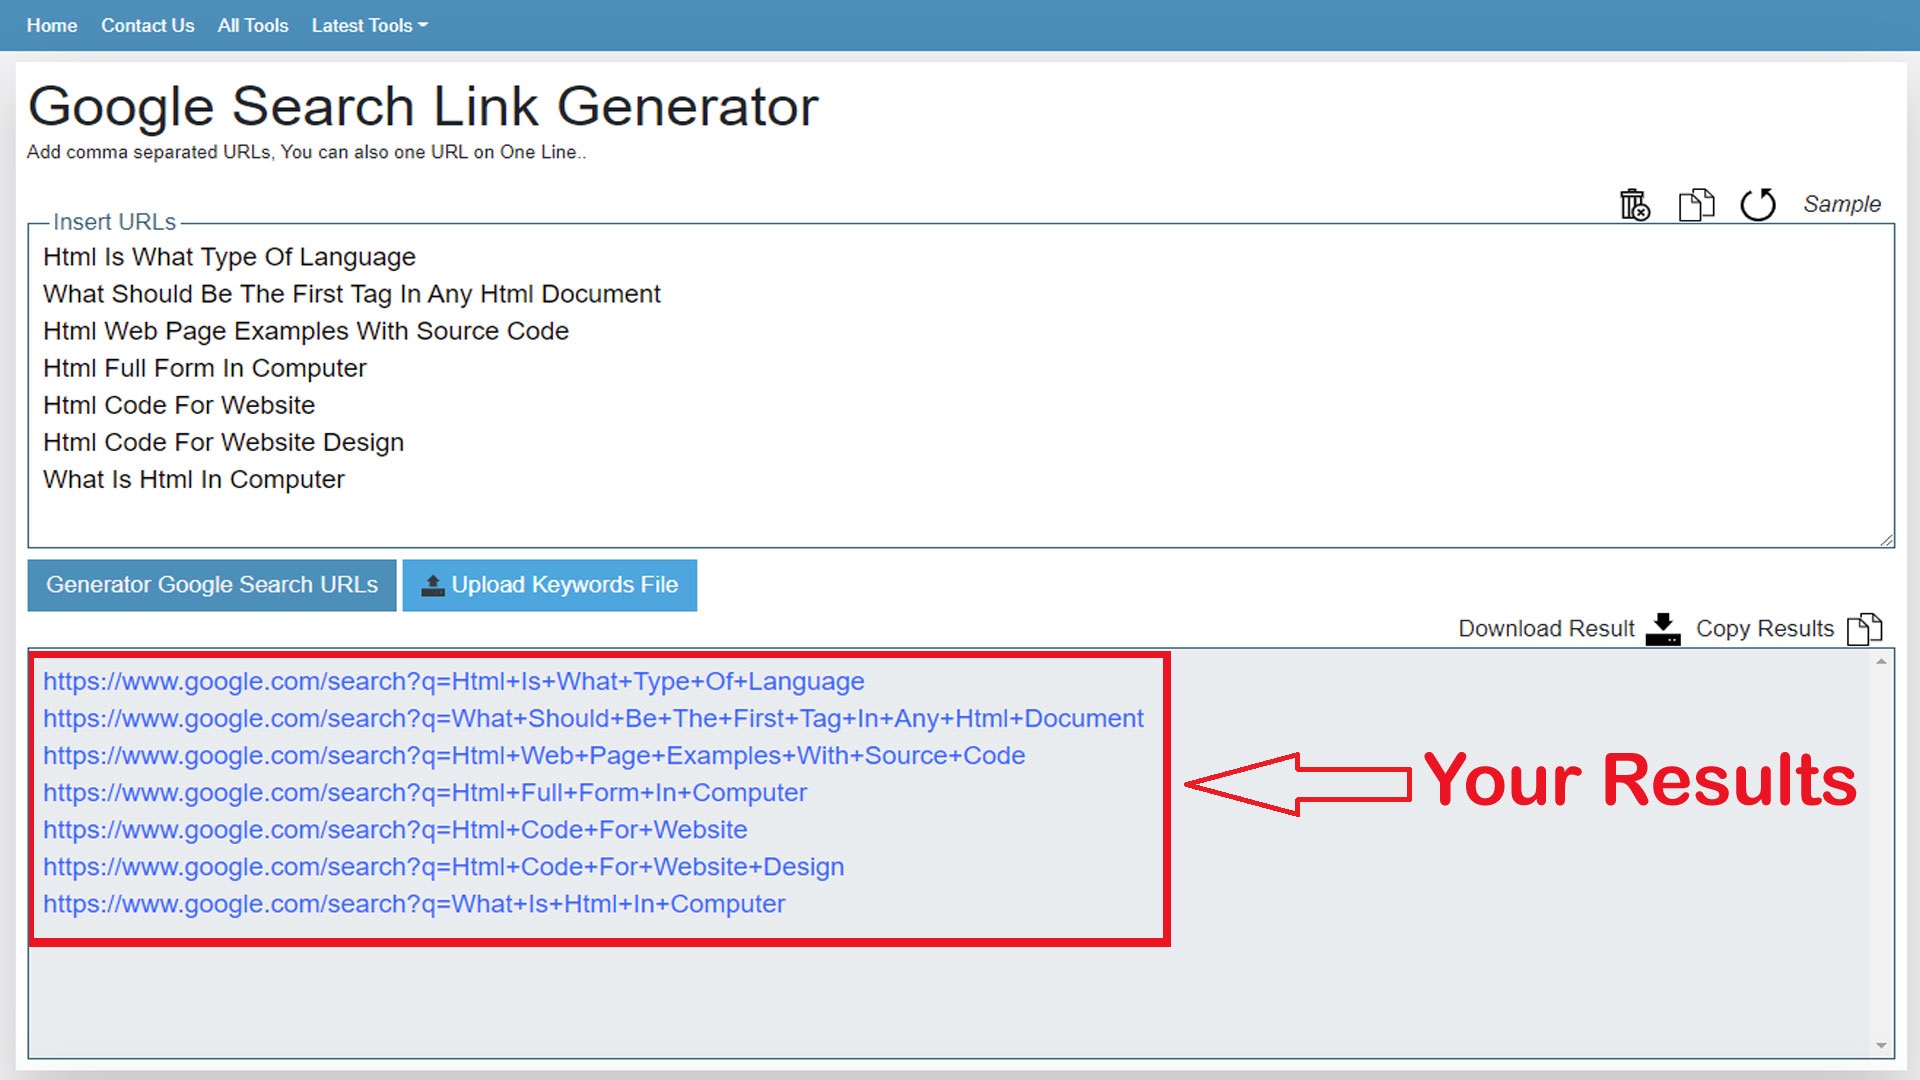 Home Contact Us All Tools Latest Tools
Google Search Link Generator
Add comma separated URLs, You can also one URL on One Line..
Sample
Insert URLs
Html Is What Type Of Language
What Should Be The First Tag In Any Html Document
Html Web Page Examples With Source Code
Html Full Form In Computer
Html Code For Website
Html Code For Website Design
What Is Html In Computer
Generator Google Search URLs Upload Keywords File
Download Result Copy Results
https://www.google.com/search?q=Html+Is+What+Type+Of+Language
https://www.google.com/search?q=What+Should+Be+The+First+Tag+In+Any+Html+Document
https://www.google.com/search?q=Html+Web+Page+Examples+With+Source+Code
https://www.google.com/search?q=Html+Full+Form+In+Computer
https://www.google.com/search?q=Html+Code+For+Website
https://www.google.com/search?q=Html+Code+For+Website+Design
https://www.google.com/search?q=What+Is+Html+In+Computer
Your Results